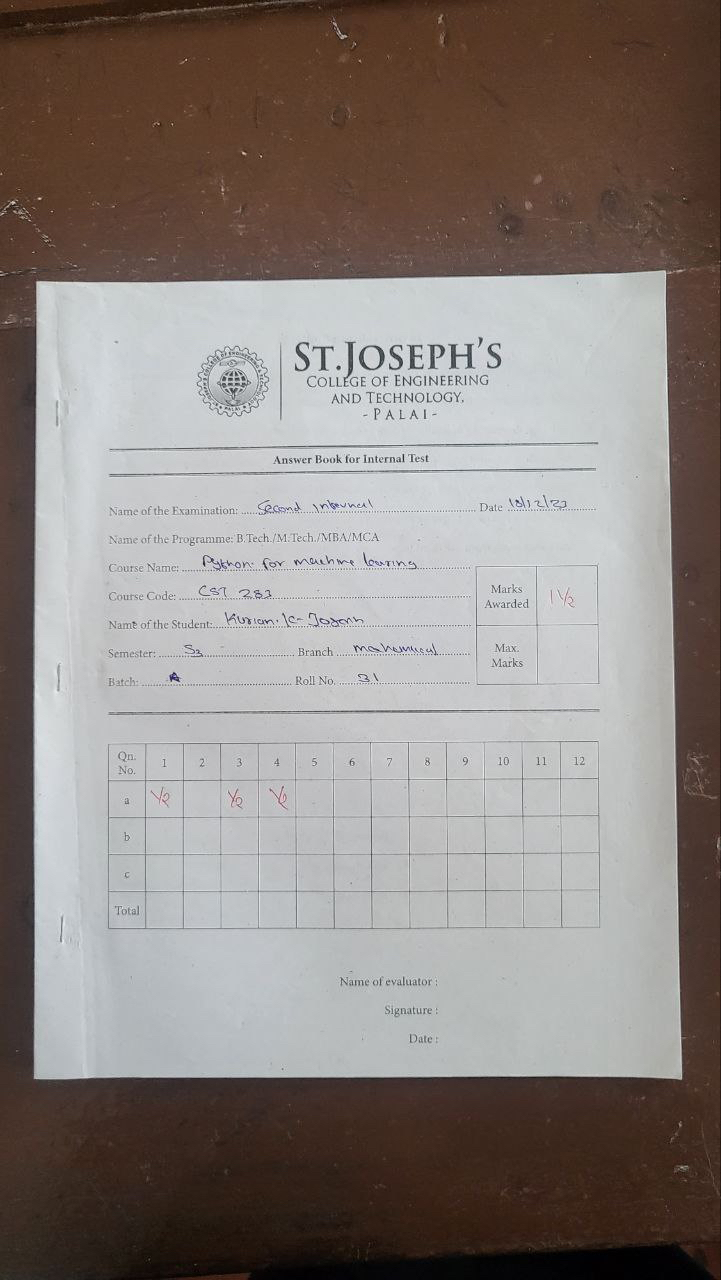 ST.JOSEPH'S
COLLEGE OF ENGINEERING
AND TECHNOLOGY,
- PALAI -
Answer Book for Internal Test
Name of the Examination: Second Internal Date 18/12/23
Name of the Programme: B.Tech./M.Tech./MBA/MCA
Course Name: Python for machine learning
Course Code: CST 283
Marks Awarded 1 1/2
Name of the Student: Kurian. K Joseph
Semester: S3 Branch mechanical
Max. Marks
Batch: A Roll No. 31
Qn. No. 1 2 3 4 5 6 7 8 9 10 11 12
a 1/2 1/2 1/2
b
c
Total
Name of evaluator :
Signature :
Date :